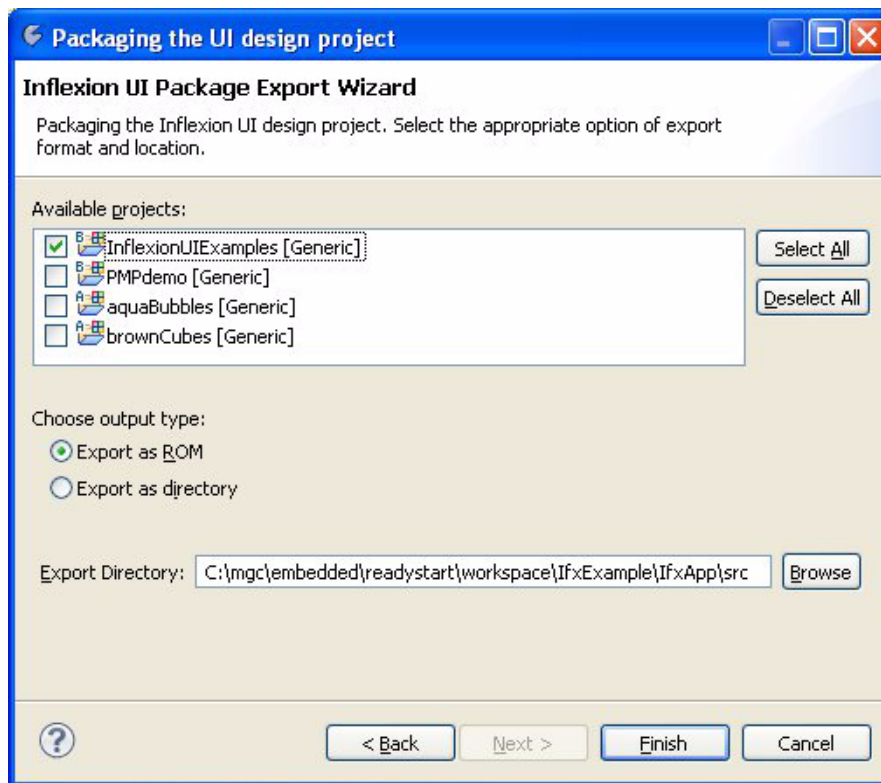 Packaging the UI design project
Inflexion UI Package Export Wizard
Packaging the Inflexion UI design project. Select the appropriate option of export
format and location.
Available projects:
InflexionUIExamples [Generic]
PMPdemo [Generic]
aquaBubbles [Generic]
brownCubes [Generic]
Select All
Deselect All
Choose output type:
Export as ROM
Export as directory
Export Directory: C:\mgc\embedded\readystart\workspace\IfxExample\IfxApp\src Browse
? < Back Next > Finish Cancel